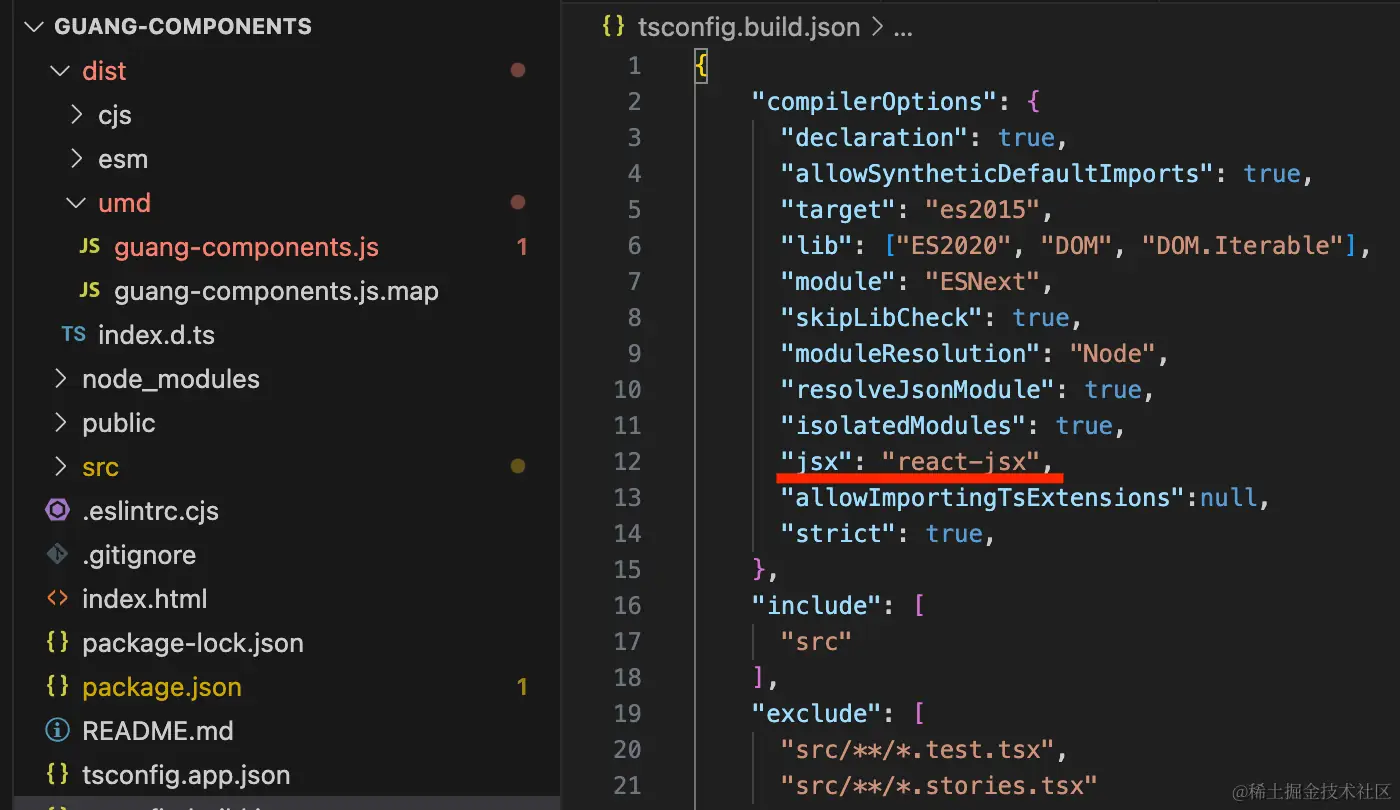 GUANG-COMPONENTS
dist
cjs
esm
umd
JS guang-components.js 1
JS guang-components.js.map
TS index.d.ts
node_modules
public
src
.eslintrc.cjs
.gitignore
<> index.html
{} package-lock.json
{} package.json 1
README.md
{} tsconfig.app.json
{} tsconfig.build.json > ...
1 {
2 "compilerOptions": {
3 "declaration": true,
4 "allowSyntheticDefaultImports": true,
5 "target": "es2015",
6 "lib": ["ES2020", "DOM", "DOM.Iterable"],
7 "module": "ESNext",
8 "skipLibCheck": true,
9 "moduleResolution": "Node",
10 "resolveJsonModule": true,
11 "isolatedModules": true,
12 "jsx": "react-jsx",
13 "allowImportingTsExtensions":null,
14 "strict": true,
15 },
16 "include": [
17 "src"
18 ],
19 "exclude": [
20 "src/**/*.test.tsx",
21 "src/**/*.stories.tsx"
@稀土掘金技术社区